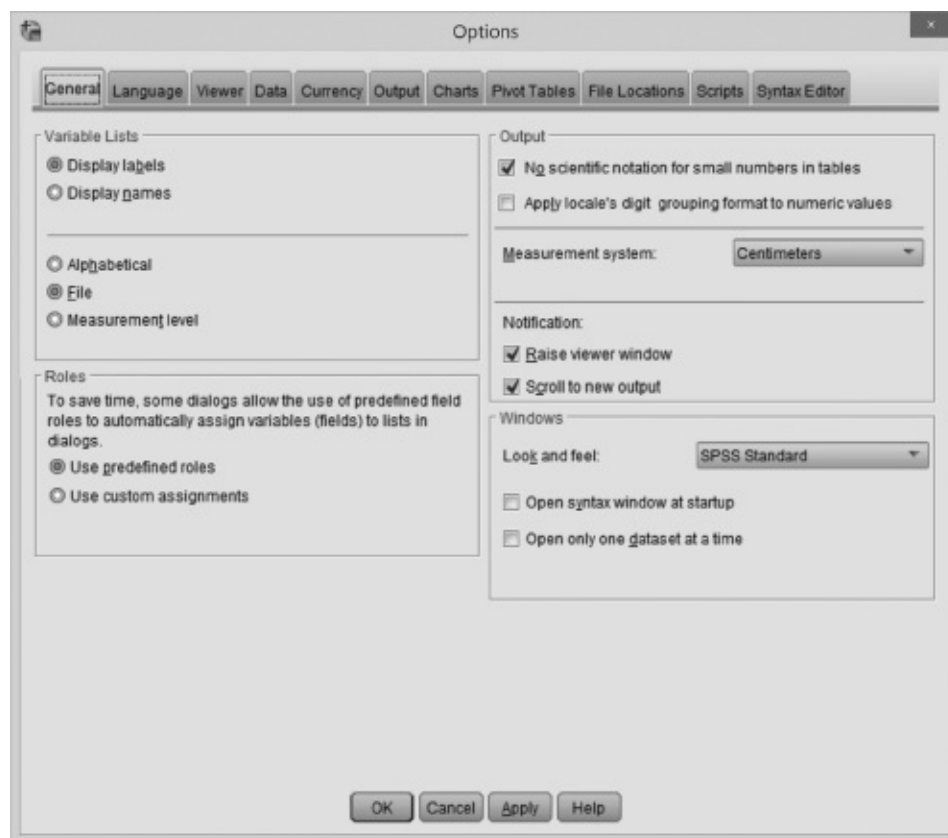 Options
General Language Viewer Data Currency Output Charts Pivot Tables File Locations Scripts Syntax Editor
Variable Lists
Display labels
Display names
Alphabetical
File
Measurement level
Roles
To save time, some dialogs allow the use of predefined field
roles to automatically assign variables (fields) to lists in
dialogs.
Use predefined roles
Use custom assignments
Output
No scientific notation for small numbers in tables
Apply locale's digit grouping format to numeric values
Measurement system: Centimeters
Notification:
Raise viewer window
Scroll to new output
Windows
Look and feel: SPSS Standard
Open syntax window at startup
Open only one dataset at a time
OK Cancel Apply Help